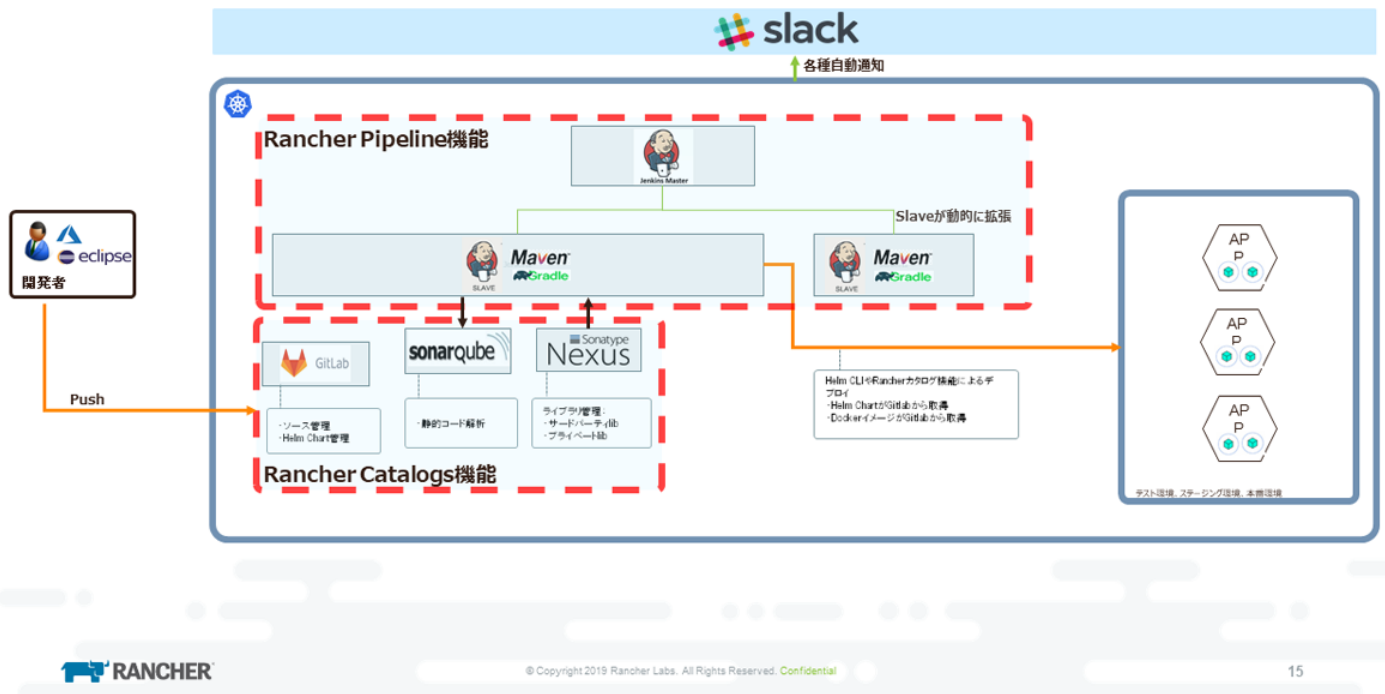 slack
各種自動通知
Rancher Pipeline機能
Jenkins Master
Slaveが動的に拡張
Maven
Gradle
SLAVE
Maven
Gradle
SLAVE
eclipse
開発者
Push
GitLab
sonarqube
Sonatype
Nexus
・ソース管理
・Helm Chart管理
・静的コード解析
ライブラリ管理：
・サードパーティlib
・プライベートlib
Rancher Catalogs機能
Helm CLIやRancherカタログ機能によるデ
プロイ
・Helm ChartがGitlabから取得
・DockerイメージがGitlabから取得
AP
P
AP
P
AP
P
テスト環境、ステージング環境、本番環境
RANCHER
© Copyright 2019 Rancher Labs. All Rights Reserved. Confidential
15